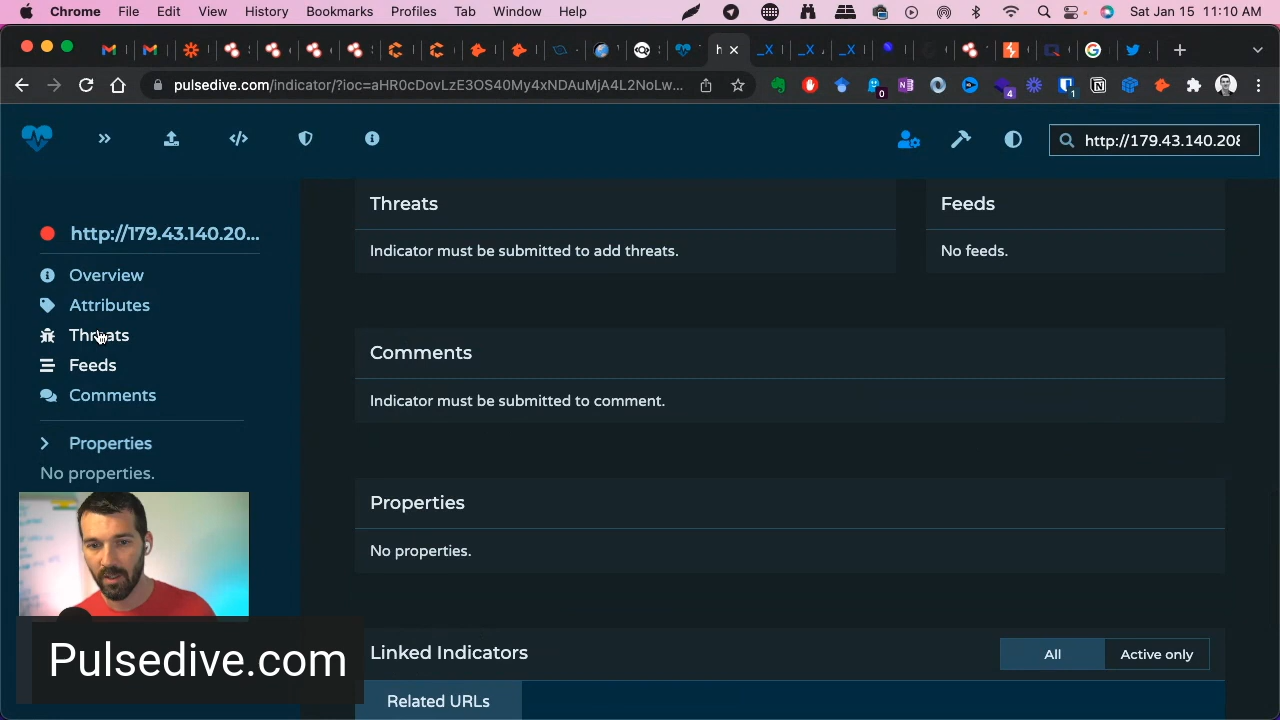 Chrome File Edit View History Bookmarks Profiles Tab Window Help Sat Jan 15 11:10 AM
pulsedive.com/indicator/?ioc=aHR0cDovLzE3OS40My4xNDAuMjA4L2NoLw...
0
4
1
http://179.43.140.208
http://179.43.140.20...
Overview
Attributes
Threats
Feeds
Comments
Properties
No properties.
Threats
Indicator must be submitted to add threats.
Feeds
No feeds.
Comments
Indicator must be submitted to comment.
Properties
No properties.
Linked Indicators
All
Active only
Related URLs
Pulsedive.com